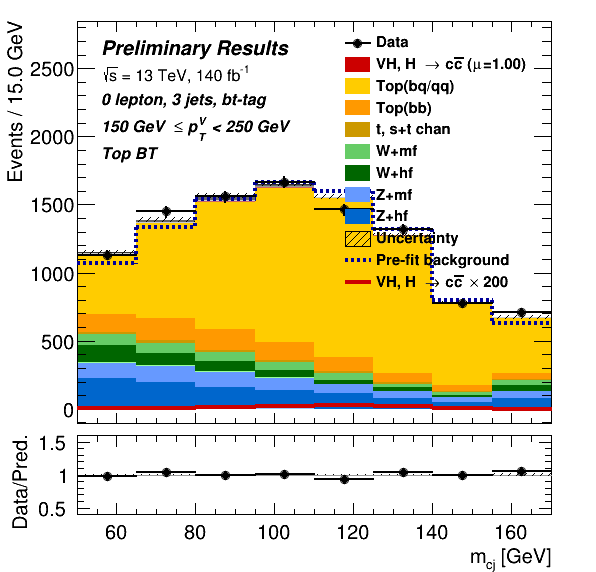 Events / 15.0 GeV
2500
2000
1500
1000
500
0
Preliminary Results
√s = 13 TeV, 140 fb⁻¹
0 lepton, 3 jets, bt-tag
150 GeV ≤ p_T^V < 250 GeV
Top BT
Data
VH, H → cc̅ (μ=1.00)
Top(bq/qq)
Top(bb)
t, s+t chan
W+mf
W+hf
Z+mf
Z+hf
Uncertainty
Pre-fit background
VH, H → cc̅ × 200
Data/Pred.
1.5
1
0.5
60 80 100 120 140 160
m_cj [GeV]